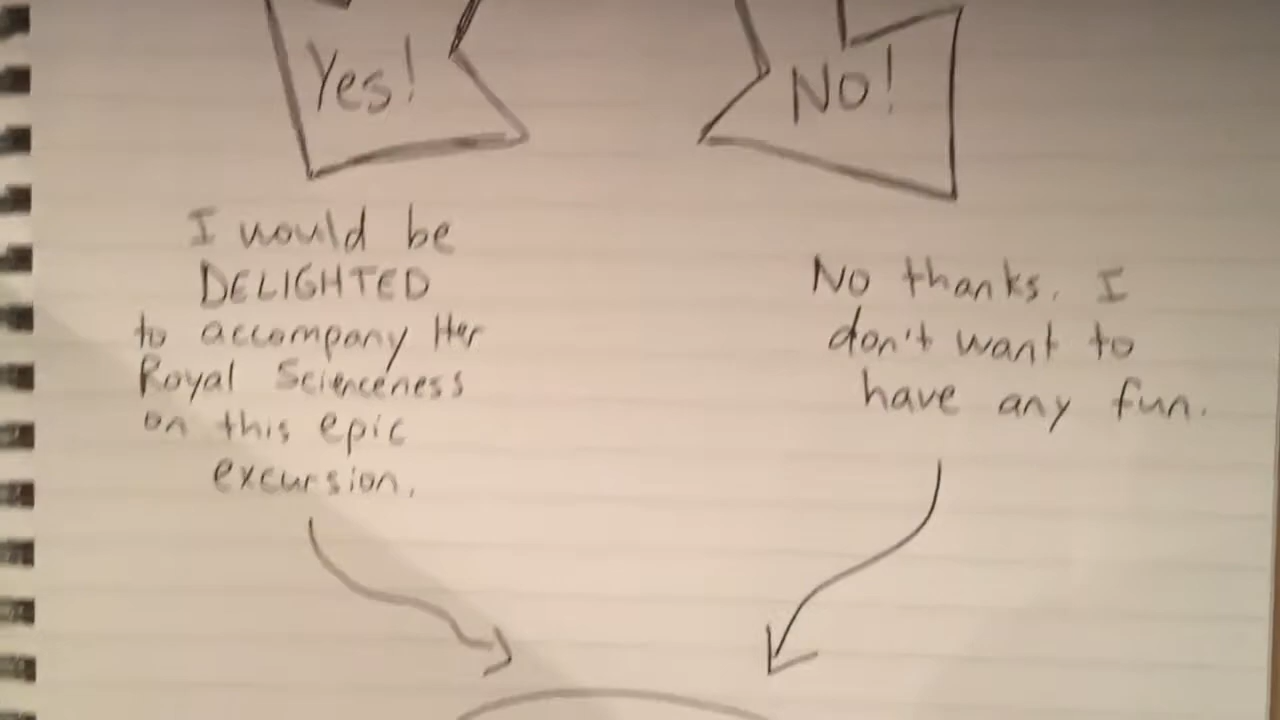 Yes!
No!
I would be
DELIGHTED
to accompany Her
Royal Scienceness
on this epic
excursion.
No thanks. I
don't want to
have any fun.